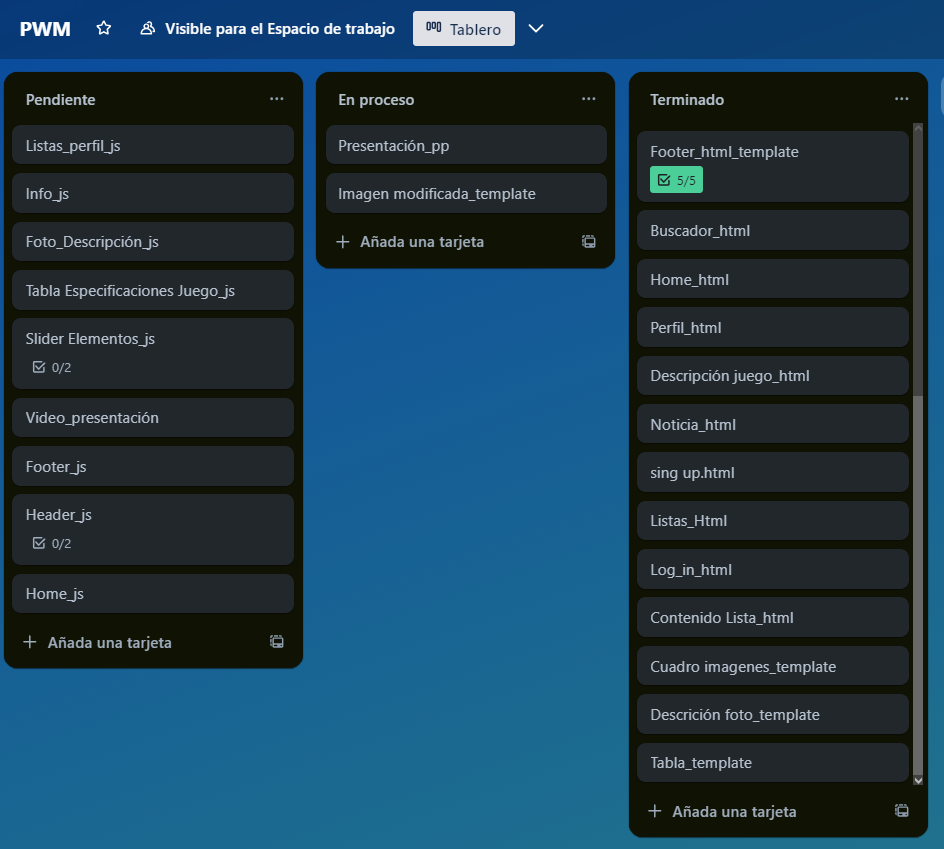 PWM
Visible para el Espacio de trabajo
Tablero
Pendiente
Listas_perfil_js
Info_js
Foto_Descripción_js
Tabla Especificaciones Juego_js
Slider Elementos_js
0/2
Video_presentación
Footer_js
Header_js
0/2
Home_js
Añada una tarjeta
En proceso
Presentación_pp
Imagen modificada_template
Añada una tarjeta
Terminado
Footer_html_template
5/5
Buscador_html
Home_html
Perfil_html
Descripción juego_html
Noticia_html
sing up.html
Listas_Html
Log_in_html
Contenido Lista_html
Cuadro imagenes_template
Descrición foto_template
Tabla_template
Añada una tarjeta